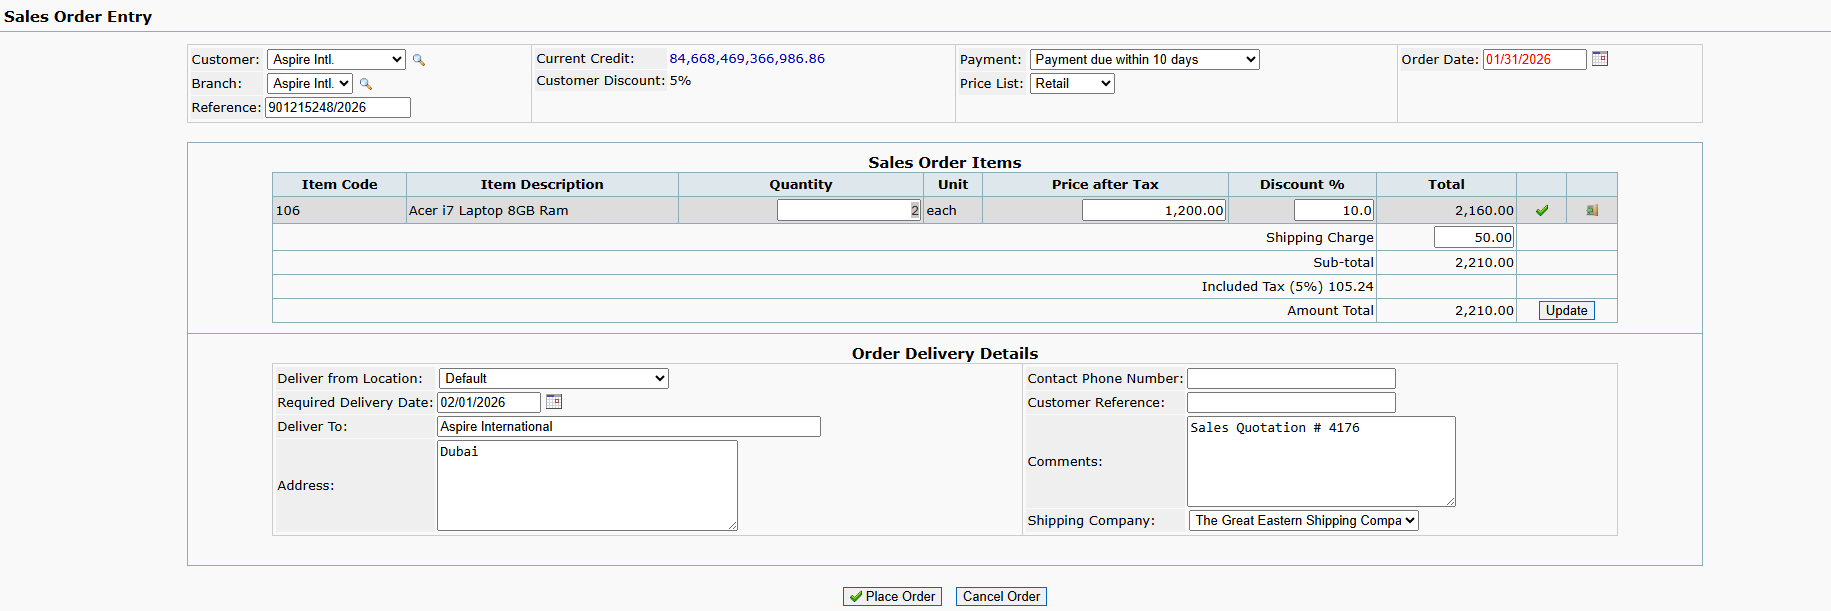 Sales Order Entry
Customer: Aspire Intl.
Branch: Aspire Intl.
Reference: 901215248/2026
Current Credit: 84,668,469,366,986.86
Customer Discount: 5%
Payment: Payment due within 10 days
Price List: Retail
Order Date: 01/31/2026
Sales Order Items
Item Code Item Description Quantity Unit Price after Tax Discount % Total
106 Acer i7 Laptop 8GB Ram 2 each 1,200.00 10.0 2,160.00
Shipping Charge 50.00
Sub-total 2,210.00
Included Tax (5%) 105.24
Amount Total 2,210.00 Update
Order Delivery Details
Deliver from Location: Default
Required Delivery Date: 02/01/2026
Deliver To: Aspire International
Address: Dubai
Contact Phone Number:
Customer Reference:
Comments: Sales Quotation # 4176
Shipping Company: The Great Eastern Shipping Compa
Place Order Cancel Order